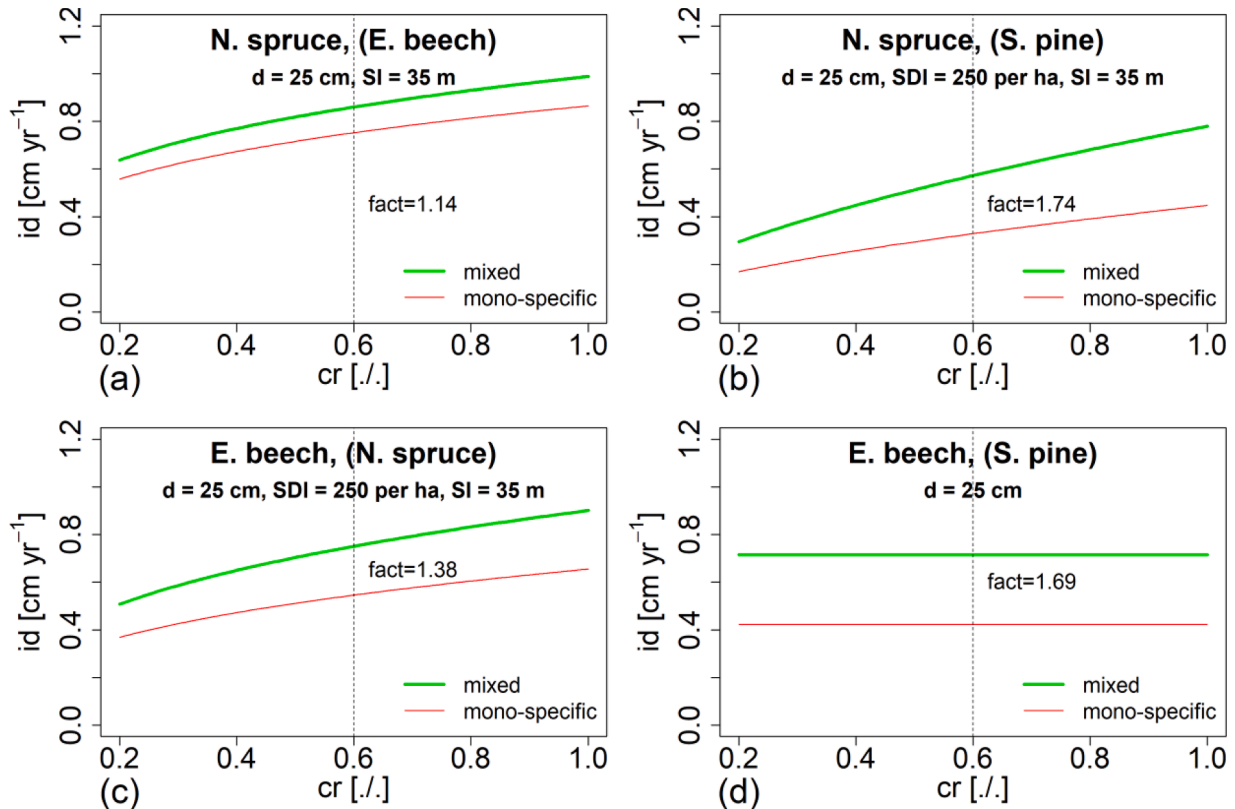 N. spruce, (E. beech)
d = 25 cm, SI = 35 m
id [cm yr⁻¹]
0.0 0.4 0.8 1.2
fact=1.14
mixed
mono-specific
0.2 0.4 0.6 0.8 1.0
cr [./.]
(a)
N. spruce, (S. pine)
d = 25 cm, SDI = 250 per ha, SI = 35 m
id [cm yr⁻¹]
0.0 0.4 0.8 1.2
fact=1.74
mixed
mono-specific
0.2 0.4 0.6 0.8 1.0
cr [./.]
(b)
E. beech, (N. spruce)
d = 25 cm, SDI = 250 per ha, SI = 35 m
id [cm yr⁻¹]
0.0 0.4 0.8 1.2
fact=1.38
mixed
mono-specific
0.2 0.4 0.6 0.8 1.0
cr [./.]
(c)
E. beech, (S. pine)
d = 25 cm
id [cm yr⁻¹]
0.0 0.4 0.8 1.2
fact=1.69
mixed
mono-specific
0.2 0.4 0.6 0.8 1.0
cr [./.]
(d)